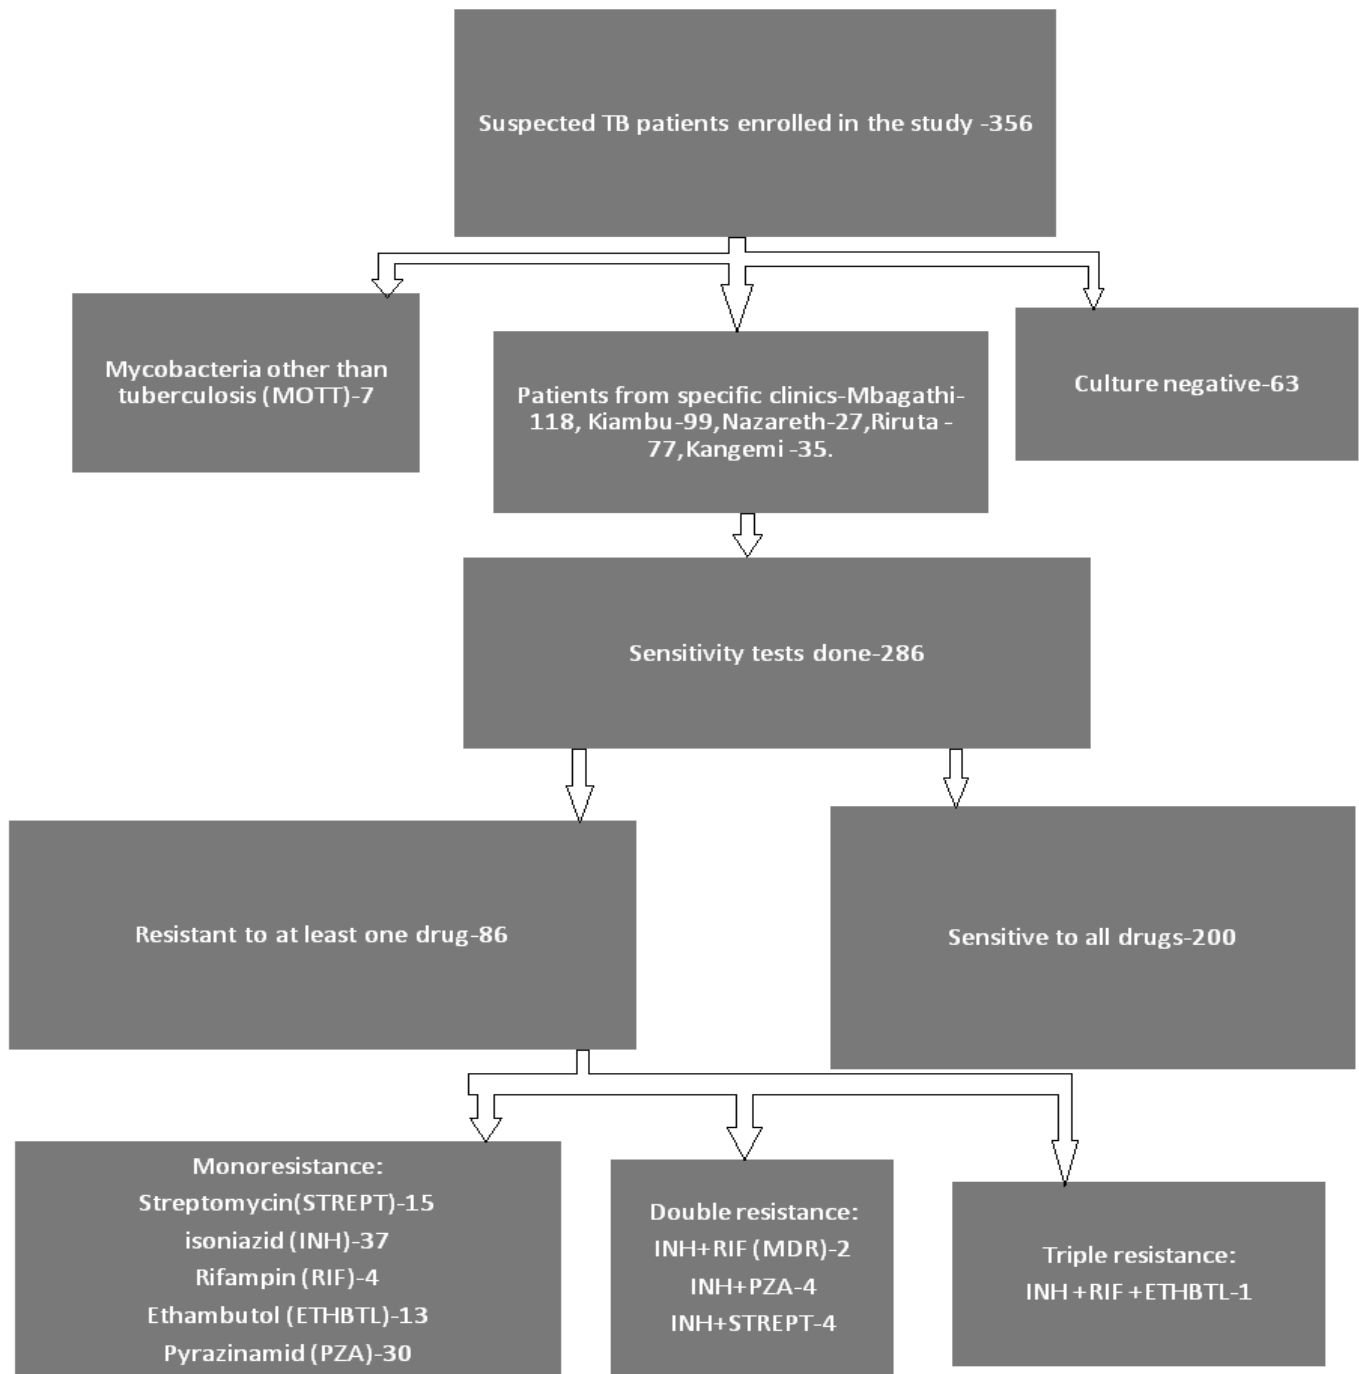 Suspected TB patients enrolled in the study -356
Mycobacteria other than
tuberculosis (MOTT)-7
Patients from specific clinics-Mbagathi-
118, Kiambu-99,Nazareth-27,Riruta -
77,Kangemi -35.
Culture negative-63
Sensitivity tests done-286
Resistant to at least one drug-86
Sensitive to all drugs-200
Monoresistance:
Streptomycin(STREPT)-15
isoniazid (INH)-37
Rifampin (RIF)-4
Ethambutol (ETHBTL)-13
Pyrazinamid (PZA)-30
Double resistance:
INH+RIF (MDR)-2
INH+PZA-4
INH+STREPT-4
Triple resistance:
INH +RIF +ETHBTL-1